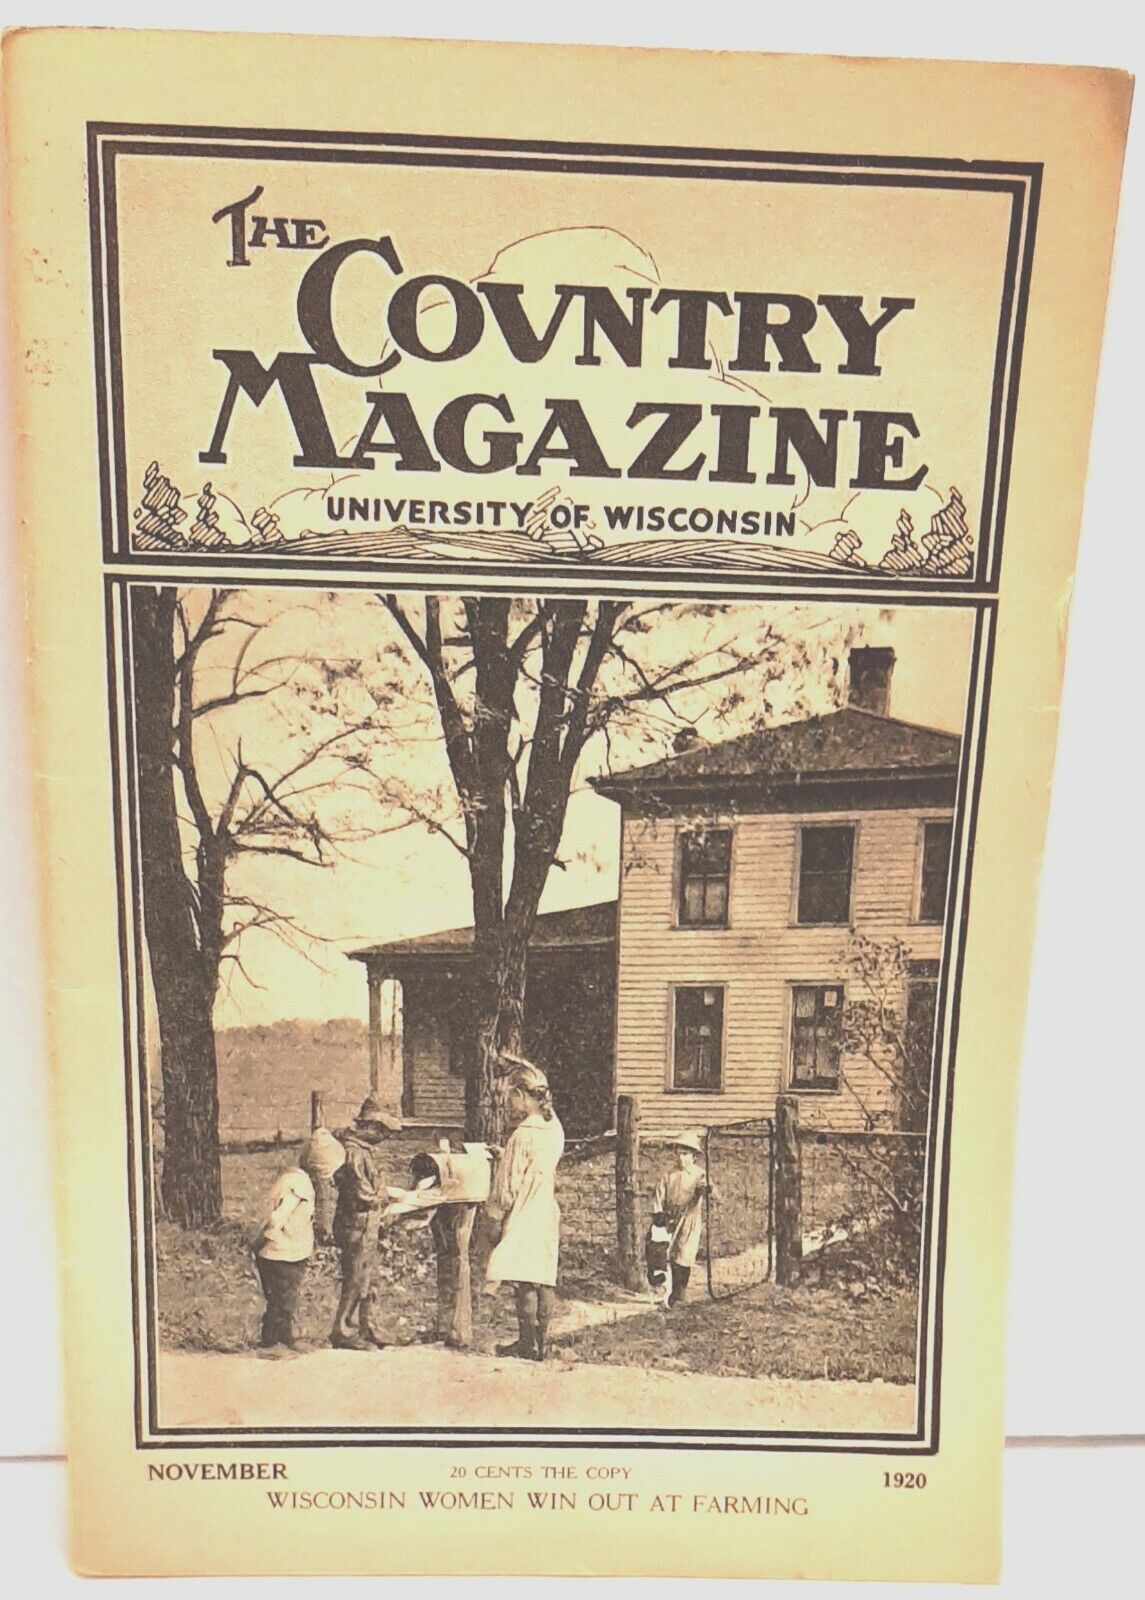 THE
COVNTRY
MAGAZINE
UNIVERSITY OF WISCONSIN
NOVEMBER 20 CENTS THE COPY 1920
WISCONSIN WOMEN WIN OUT AT FARMING